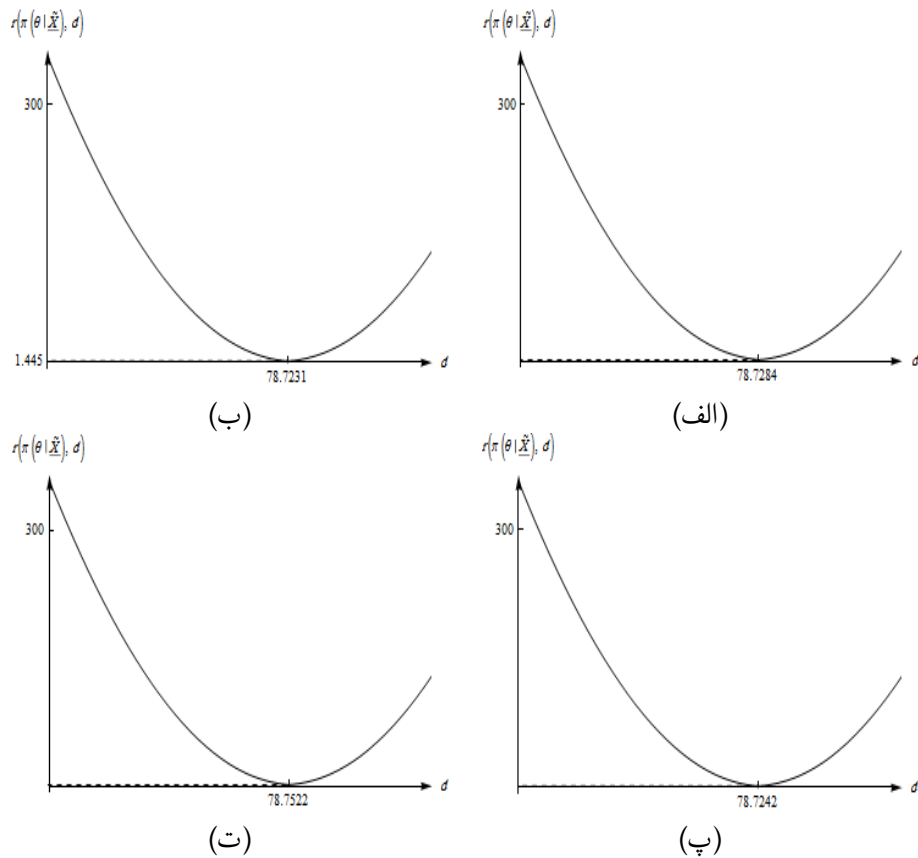 r(π(θ | X̃), d)
300
1.445
78.7231
d
(ب)
r(π(θ | X̃), d)
300
78.7284
d
(الف)
r(π(θ | X̃), d)
300
78.7522
d
(ت)
r(π(θ | X̃), d)
300
78.7242
d
(پ)